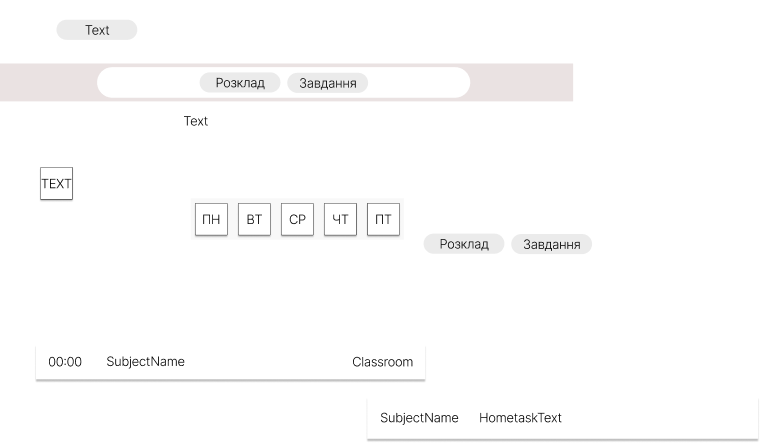 Text
Розклад Завдання
Text
TEXT
ПН ВТ СР ЧТ ПТ
Розклад Завдання
00:00 SubjectName Classroom
SubjectName HometaskText